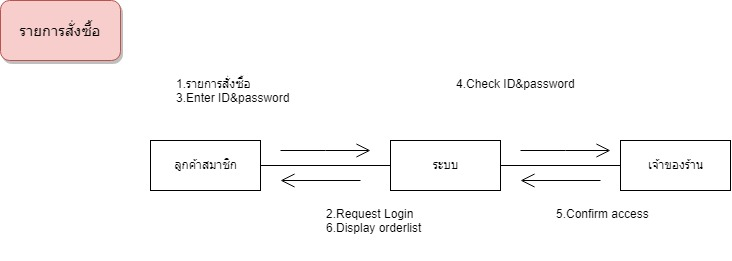 รายการสั่งซื้อ
1.รายการสั่งซื้อ
3.Enter ID&password
4.Check ID&password
ลูกค้าสมาชิก
ระบบ
เจ้าของร้าน
2.Request Login
6.Display orderlist
5.Confirm access